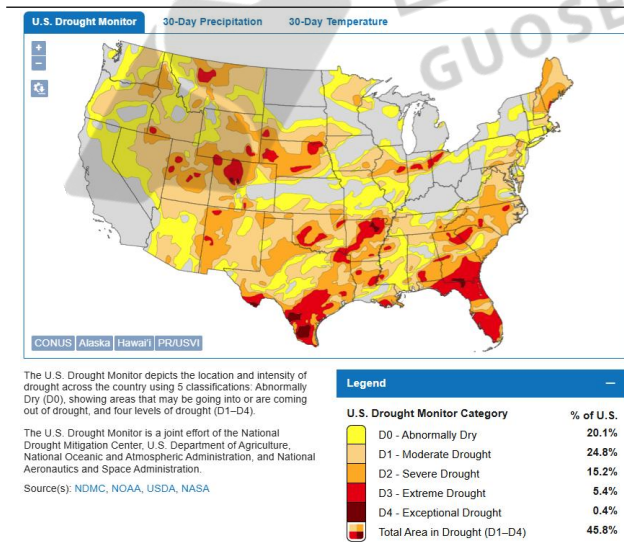 U.S. Drought Monitor
30-Day Precipitation
30-Day Temperature
GUOSE
+
−
CONUS Alaska Hawai'i PR/USVI
The U.S. Drought Monitor depicts the location and intensity of
drought across the country using 5 classifications: Abnormally
Dry (D0), showing areas that may be going into or are coming
out of drought, and four levels of drought (D1–D4).
The U.S. Drought Monitor is a joint effort of the National
Drought Mitigation Center, U.S. Department of Agriculture,
National Oceanic and Atmospheric Administration, and National
Aeronautics and Space Administration.
Source(s): NDMC, NOAA, USDA, NASA
Legend −
U.S. Drought Monitor Category % of U.S.
D0 - Abnormally Dry 20.1%
D1 - Moderate Drought 24.8%
D2 - Severe Drought 15.2%
D3 - Extreme Drought 5.4%
D4 - Exceptional Drought 0.4%
Total Area in Drought (D1–D4) 45.8%